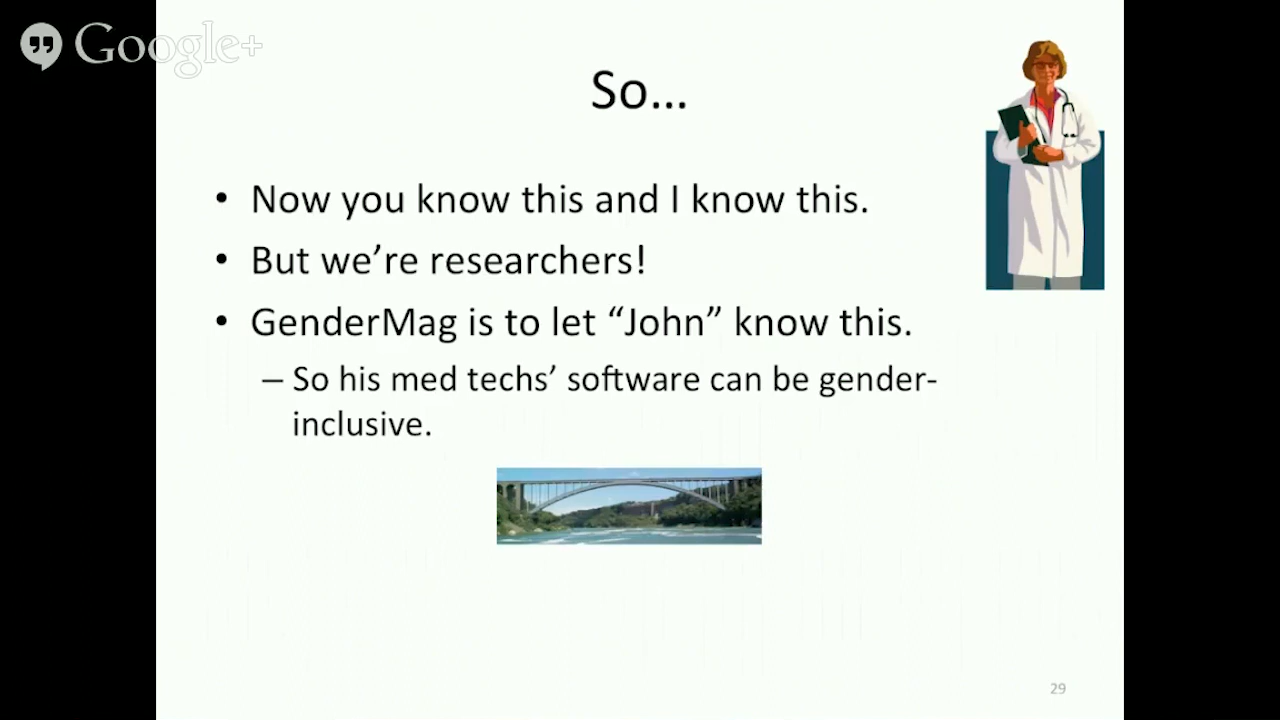 Google+
So...
• Now you know this and I know this.
• But we’re researchers!
• GenderMag is to let “John” know this.
– So his med techs’ software can be gender-
inclusive.
29